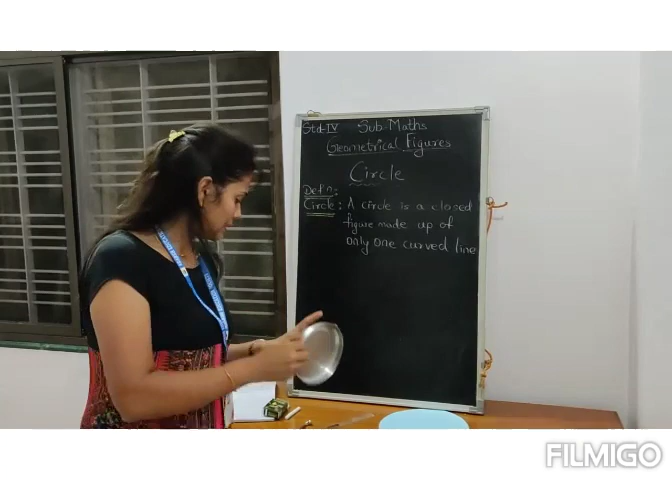 Std-IV Sub-Maths
Geometrical Figures
Circle
Defn:
Circle: A circle is a closed
figure made up of
only one curved line
FILMIGO